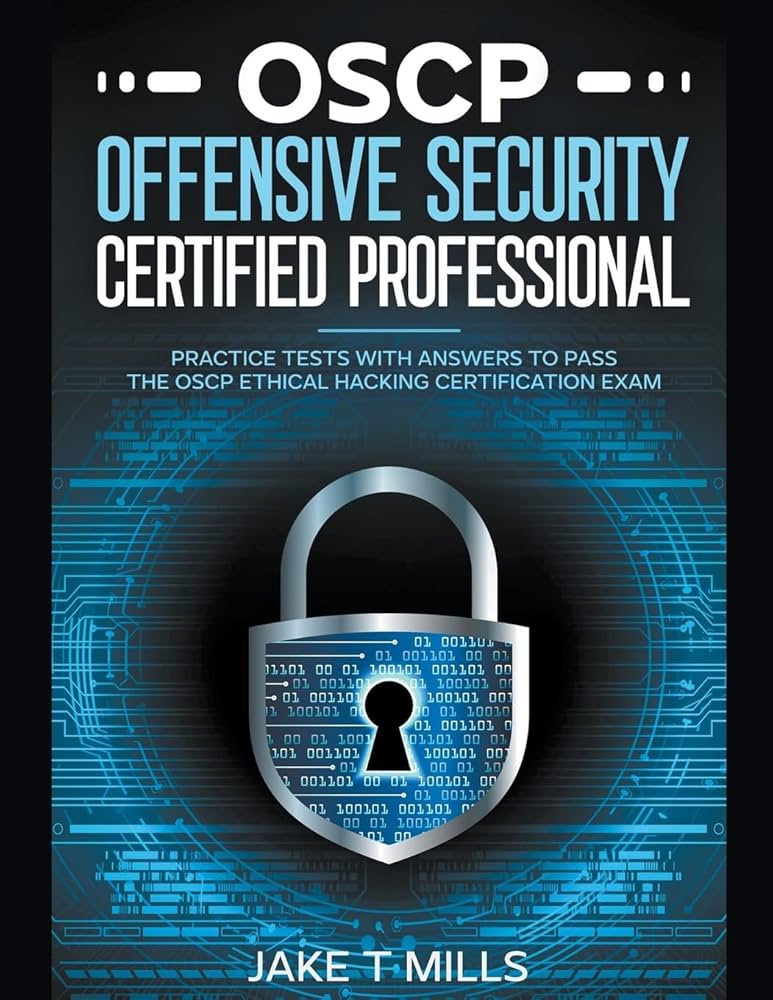 OSCP
OFFENSIVE SECURITY
CERTIFIED PROFESSIONAL
PRACTICE TESTS WITH ANSWERS TO PASS
THE OSCP ETHICAL HACKING CERTIFICATION EXAM
JAKE T MILLS